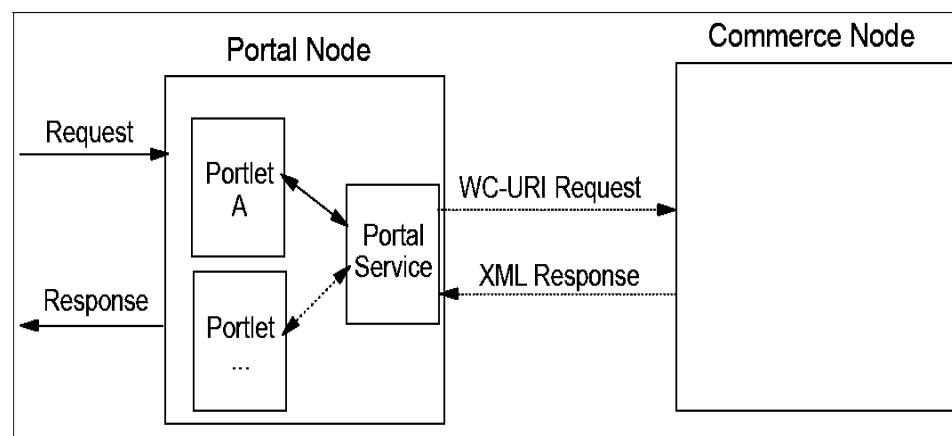 Portal Node
Commerce Node
Request
Portlet
A
WC-URI Request
Portal
Service
XML Response
Response
Portlet
...